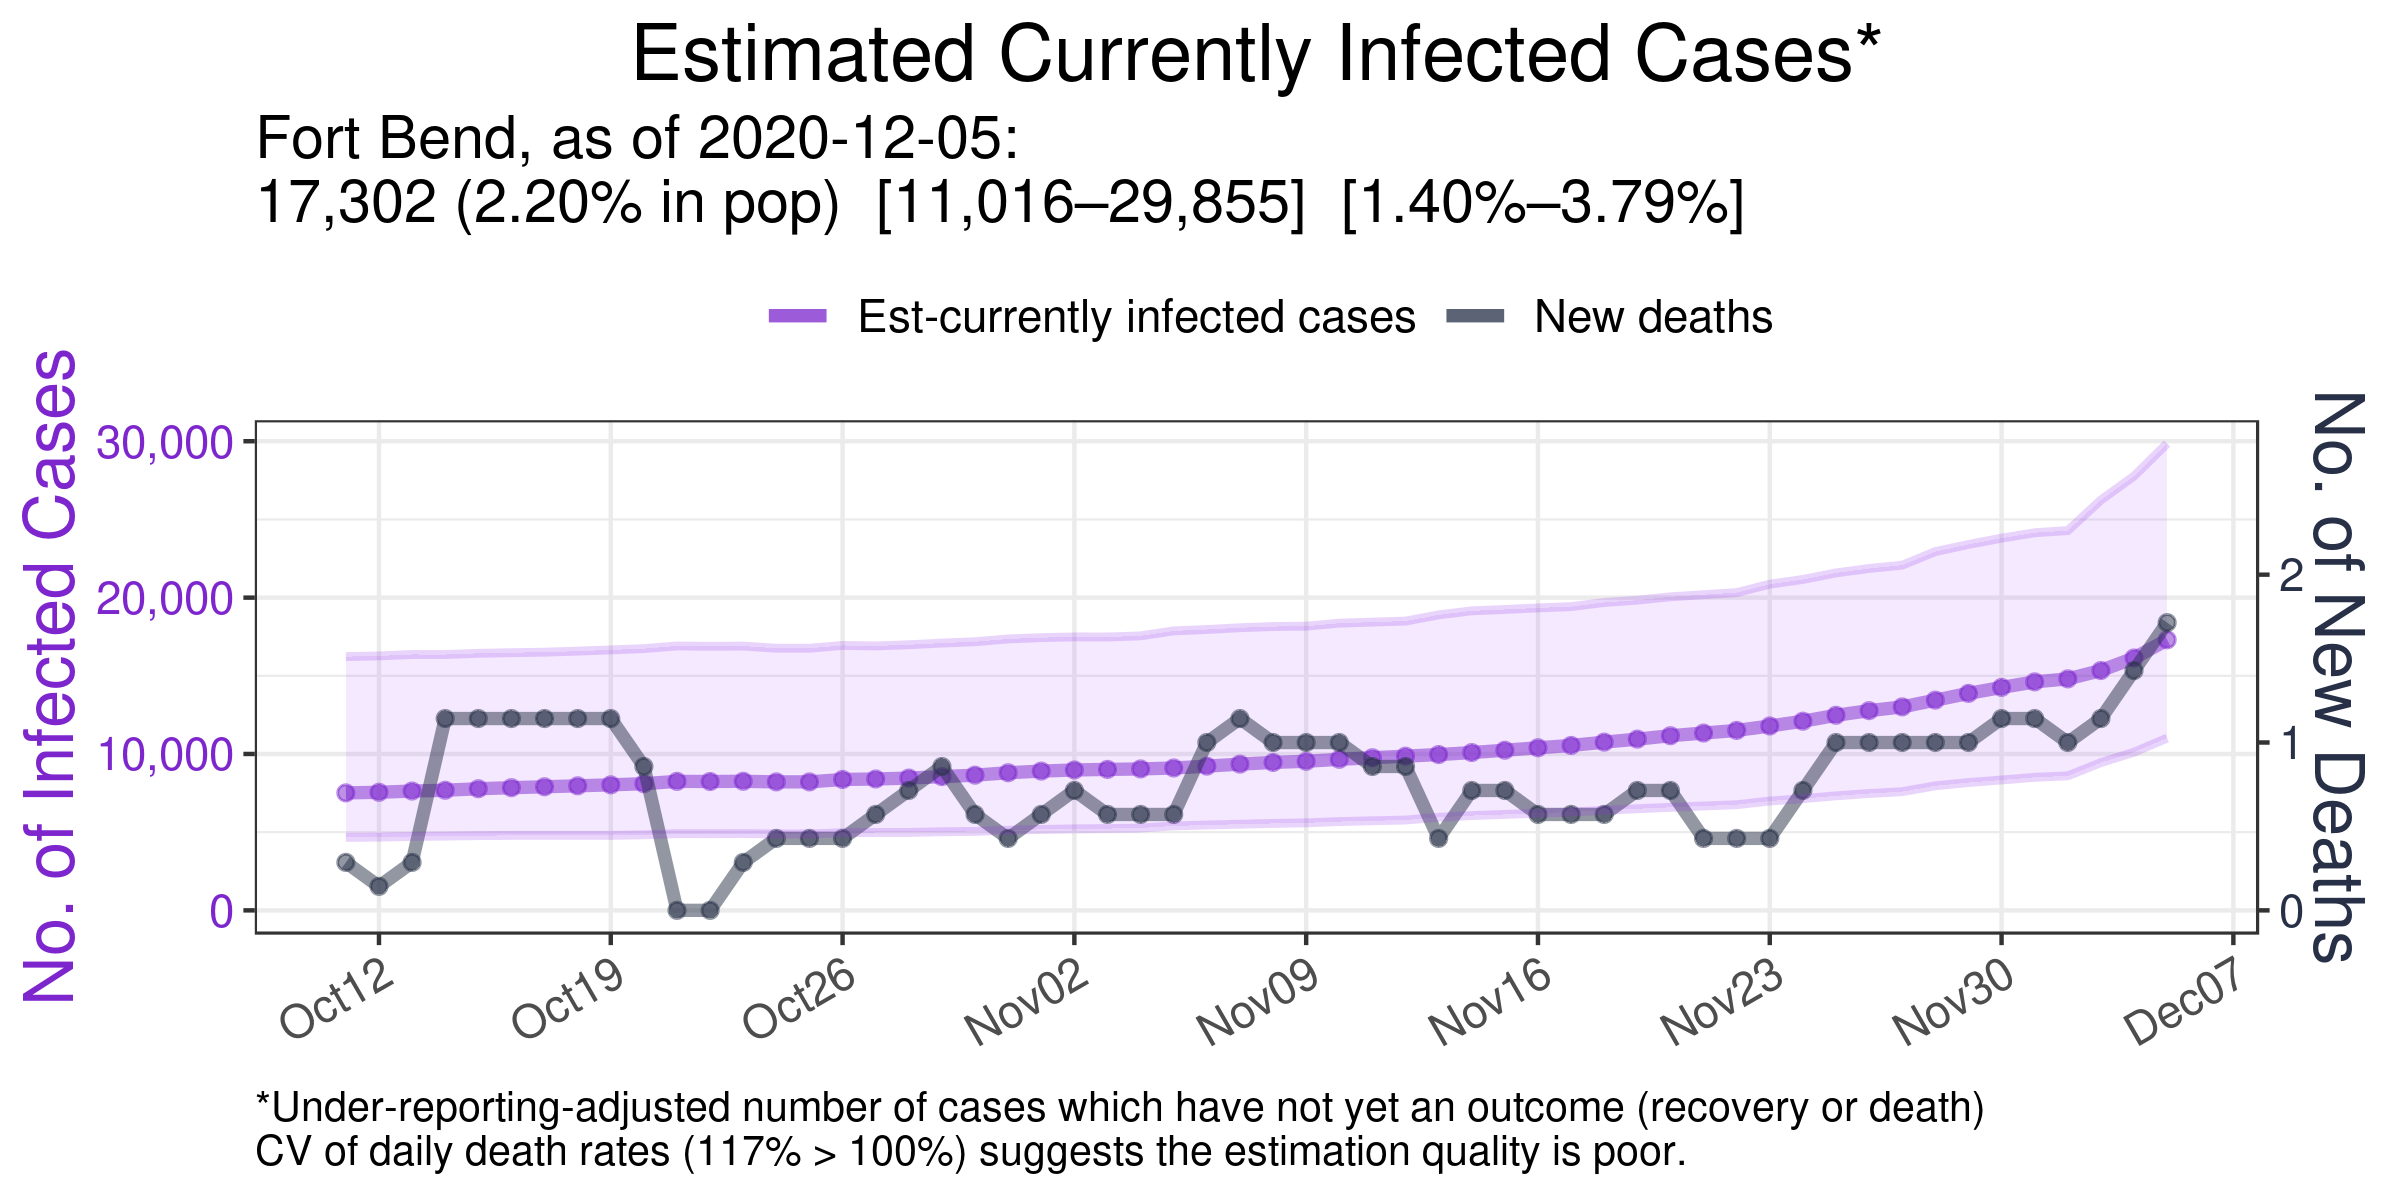 Estimated Currently Infected Cases*
Fort Bend, as of 2020-12-05:
17,302 (2.20% in pop)  [11,016–29,855]  [1.40%–3.79%]
Est-currently infected cases
New deaths
No. of Infected Cases
30,000
20,000
10,000
0
No. of New Deaths
2
1
0
Oct12
Oct19
Oct26
Nov02
Nov09
Nov16
Nov23
Nov30
Dec07
*Under-reporting-adjusted number of cases which have not yet an outcome (recovery or death)
CV of daily death rates (117% > 100%) suggests the estimation quality is poor.